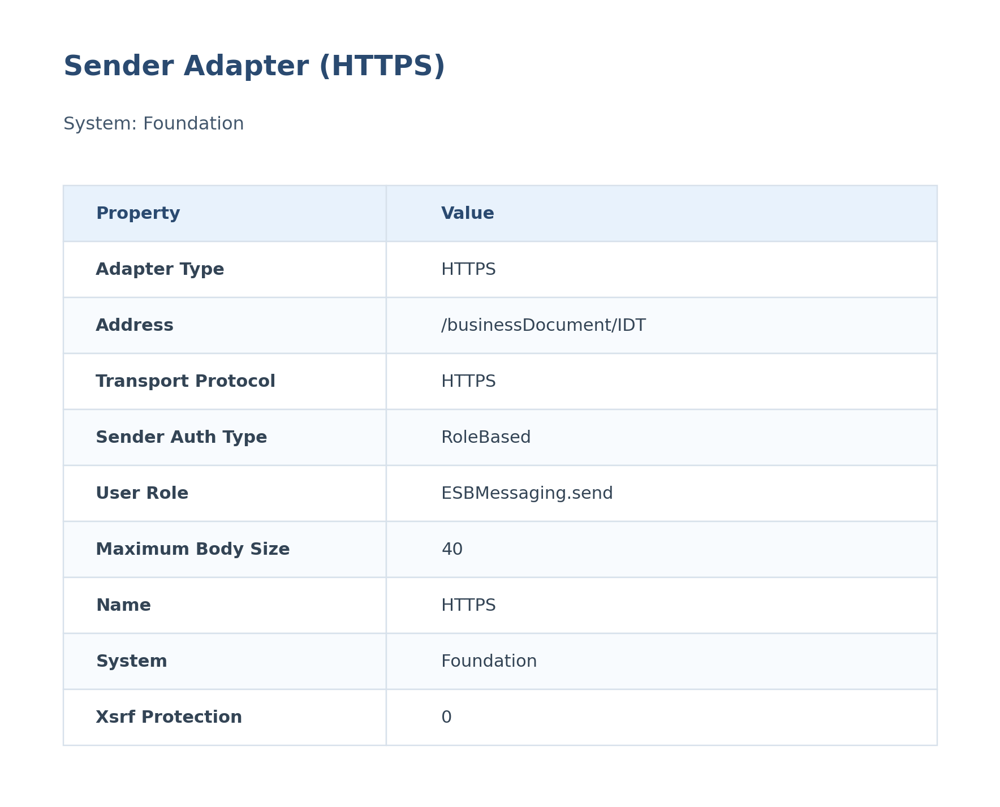 Sender Adapter (HTTPS)
System: Foundation
Property Value
Adapter Type HTTPS
Address /businessDocument/IDT
Transport Protocol HTTPS
Sender Auth Type RoleBased
User Role ESBMessaging.send
Maximum Body Size 40
Name HTTPS
System Foundation
Xsrf Protection 0